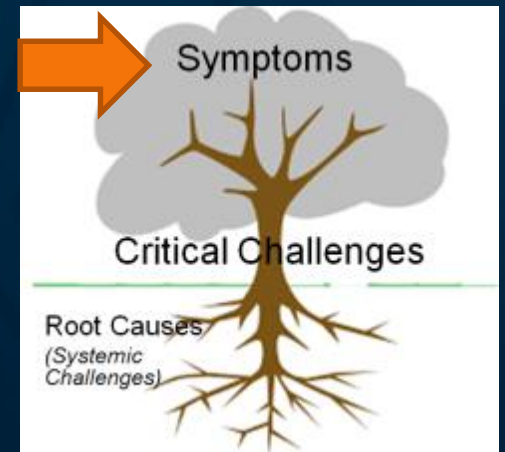 Symptoms
Critical Challenges
Root Causes
(Systemic
Challenges)